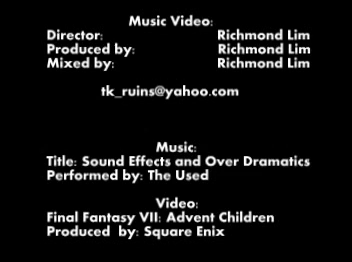 Music Video:
Director: Richmond Lim
Produced by: Richmond Lim
Mixed by: Richmond Lim
tk_ruins@yahoo.com
Music:
Title: Sound Effects and Over Dramatics
Performed by: The Used
Video:
Final Fantasy VII: Advent Children
Produced by: Square Enix